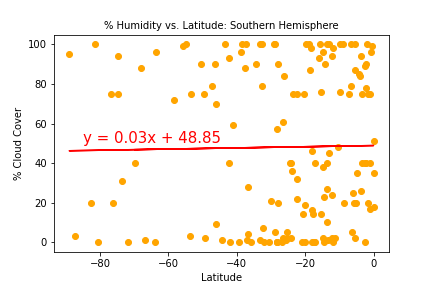 % Humidity vs. Latitude: Southern Hemisphere
100
80
60
40
20
0
% Cloud Cover
y = 0.03x + 48.85
−80
−60
−40
−20
0
Latitude